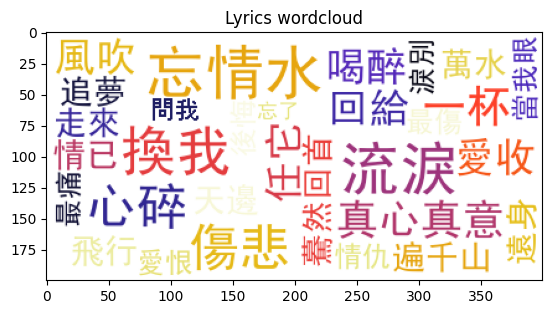 Lyrics wordcloud
0
25
50
75
100
125
150
175
0
50
100
150
200
250
300
350
風吹
忘情水
喝醉
淚別
萬水
當我眼
追夢
問我
忘了
回給
一杯
走來
最傷
情已
換我
任它
回首
流淚
愛收
最痛
心碎
天邊
驀然
真心真意
遠身
飛行
愛恨
傷悲
情仇
遍千山